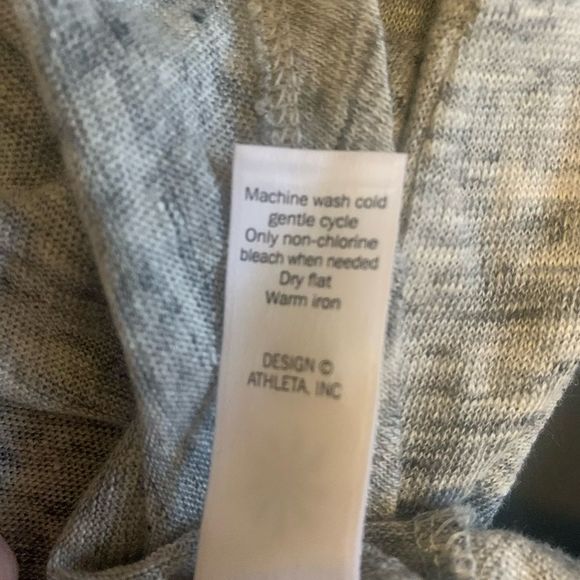 Machine wash cold
gentle cycle
Only non-chlorine
bleach when needed
Dry flat
Warm iron
DESIGN ©
ATHLETA, INC